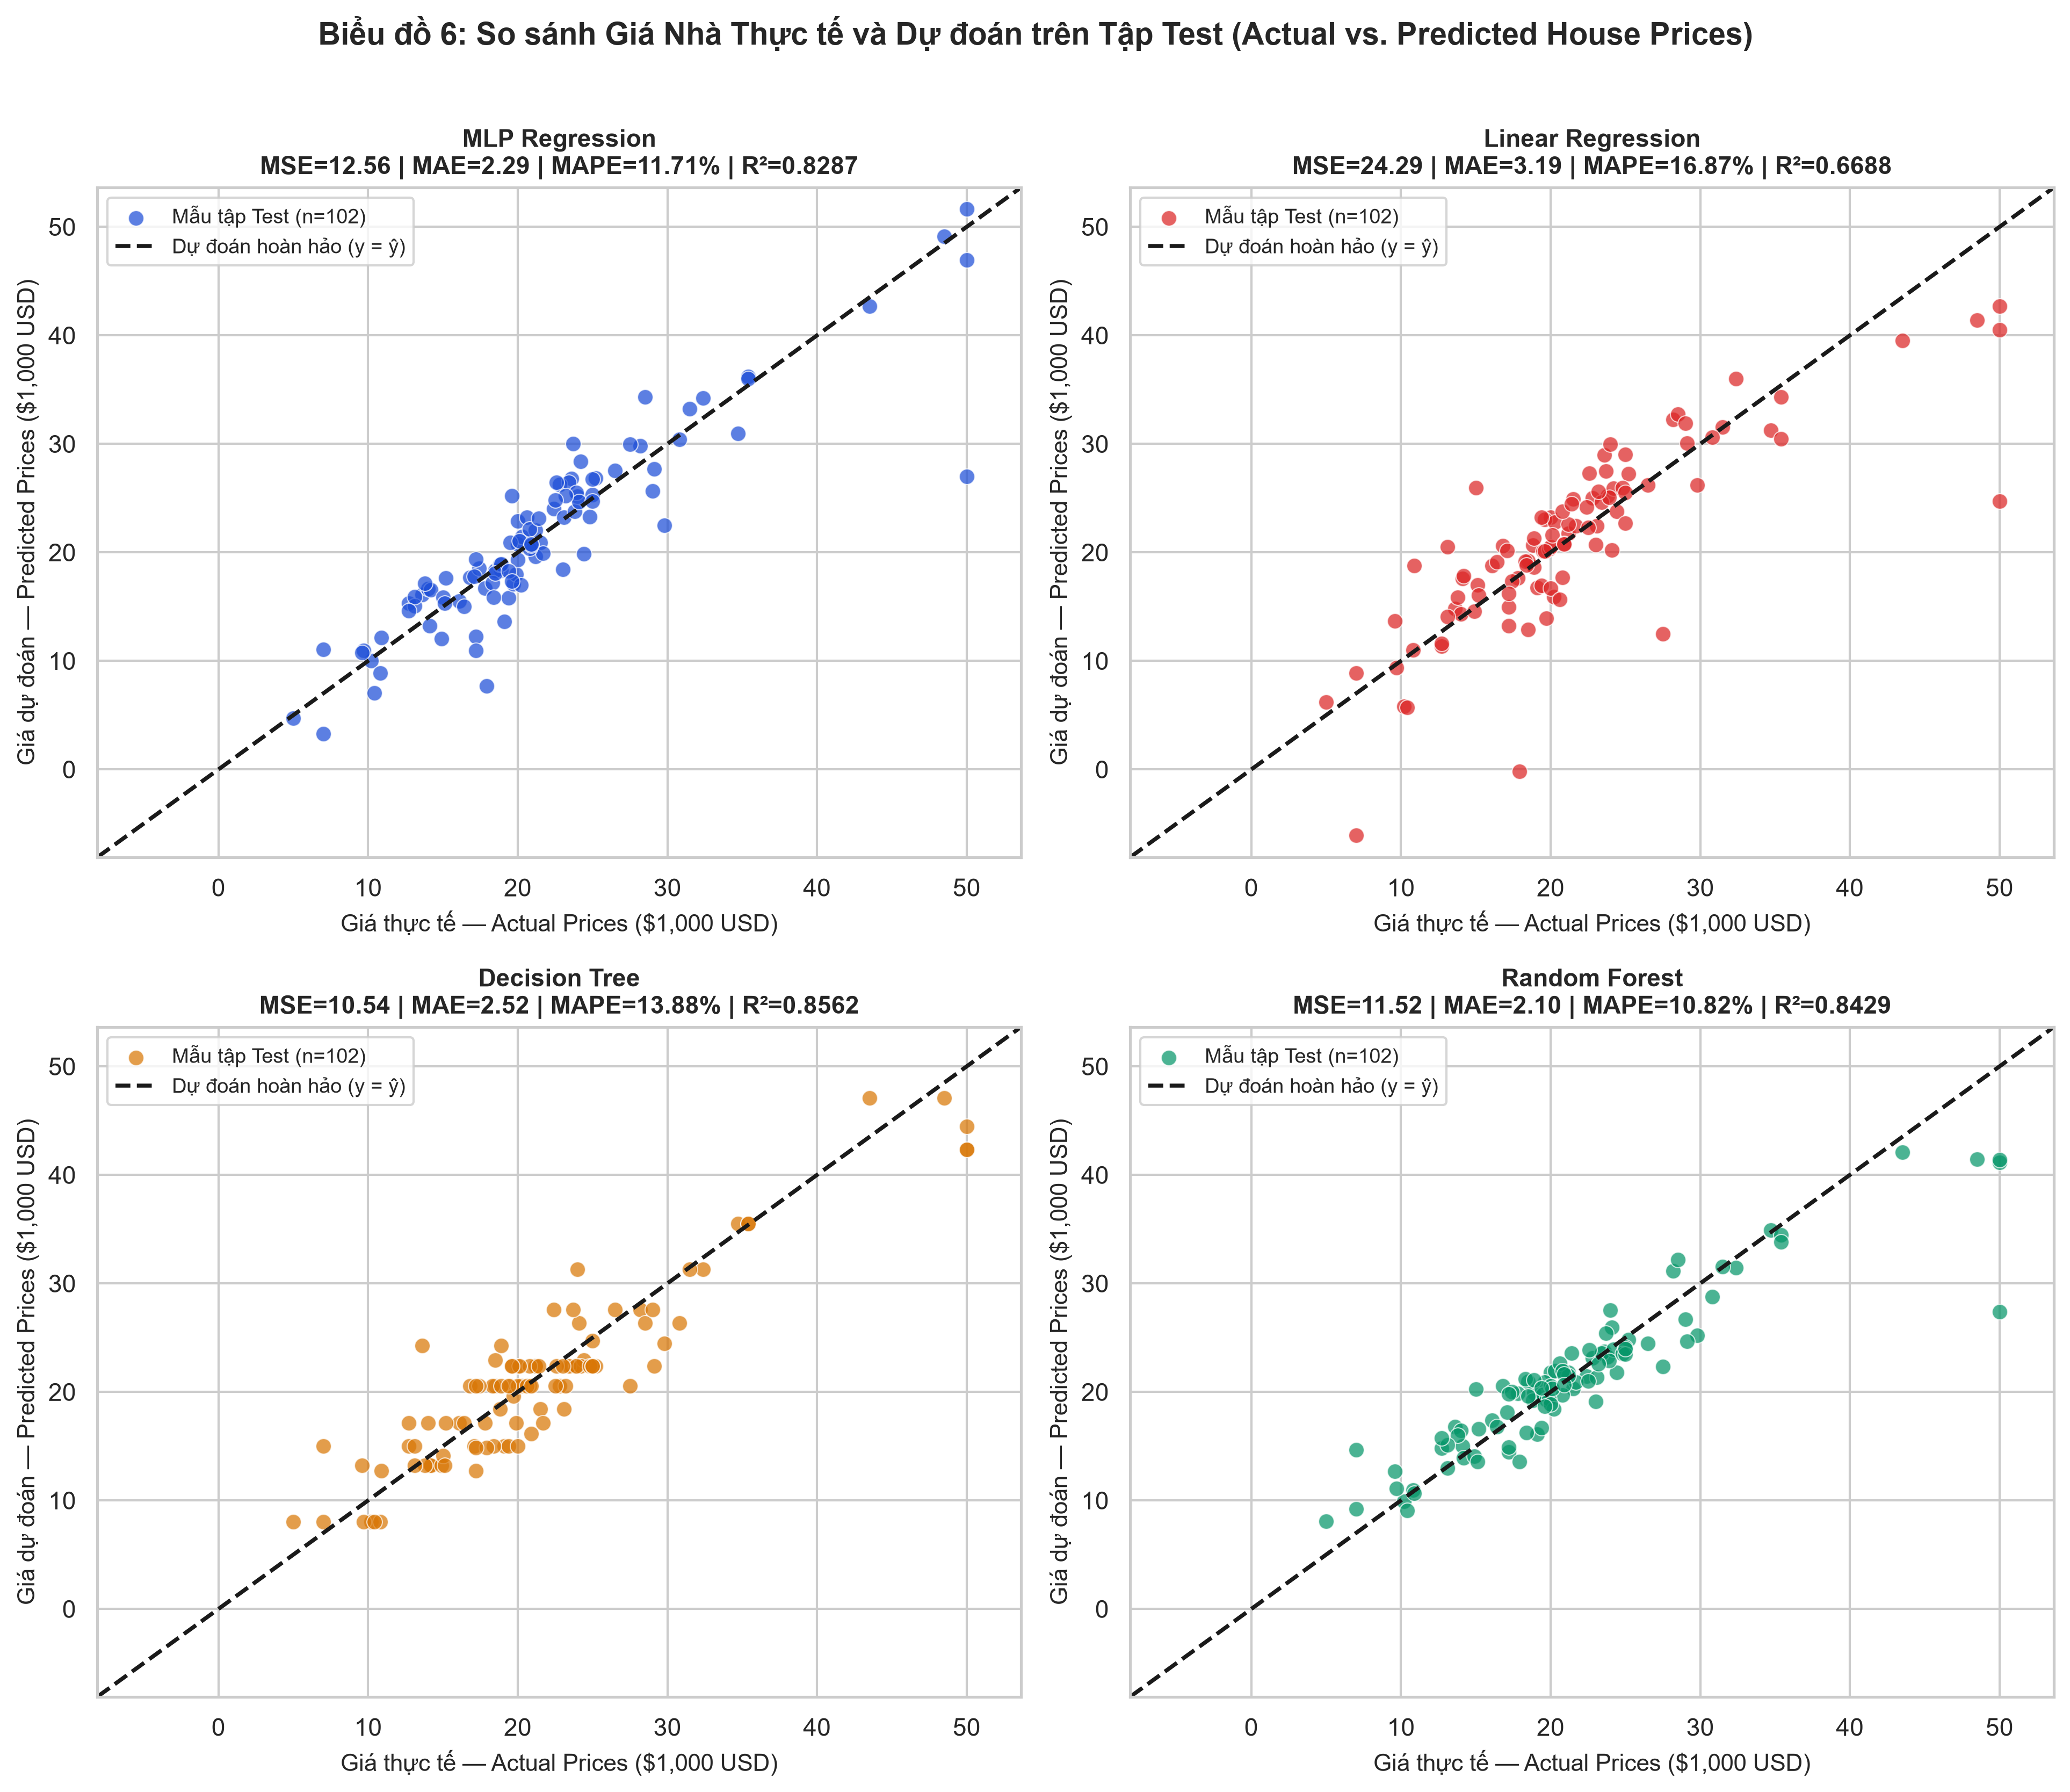 Biểu đồ 6: So sánh Giá Nhà Thực tế và Dự đoán trên Tập Test (Actual vs. Predicted House Prices)
MLP Regression
MSE=12.56 | MAE=2.29 | MAPE=11.71% | R²=0.8287
Mẫu tập Test (n=102)
Dự đoán hoàn hảo (y = ŷ)
50
40
30
20
10
0
Giá dự đoán — Predicted Prices ($1,000 USD)
0 10 20 30 40 50
Giá thực tế — Actual Prices ($1,000 USD)
Linear Regression
MSE=24.29 | MAE=3.19 | MAPE=16.87% | R²=0.6688
Mẫu tập Test (n=102)
Dự đoán hoàn hảo (y = ŷ)
50
40
30
20
10
0
Giá dự đoán — Predicted Prices ($1,000 USD)
0 10 20 30 40 50
Giá thực tế — Actual Prices ($1,000 USD)
Decision Tree
MSE=10.54 | MAE=2.52 | MAPE=13.88% | R²=0.8562
Mẫu tập Test (n=102)
Dự đoán hoàn hảo (y = ŷ)
50
40
30
20
10
0
Giá dự đoán — Predicted Prices ($1,000 USD)
0 10 20 30 40 50
Giá thực tế — Actual Prices ($1,000 USD)
Random Forest
MSE=11.52 | MAE=2.10 | MAPE=10.82% | R²=0.8429
Mẫu tập Test (n=102)
Dự đoán hoàn hảo (y = ŷ)
50
40
30
20
10
0
Giá dự đoán — Predicted Prices ($1,000 USD)
0 10 20 30 40 50
Giá thực tế — Actual Prices ($1,000 USD)